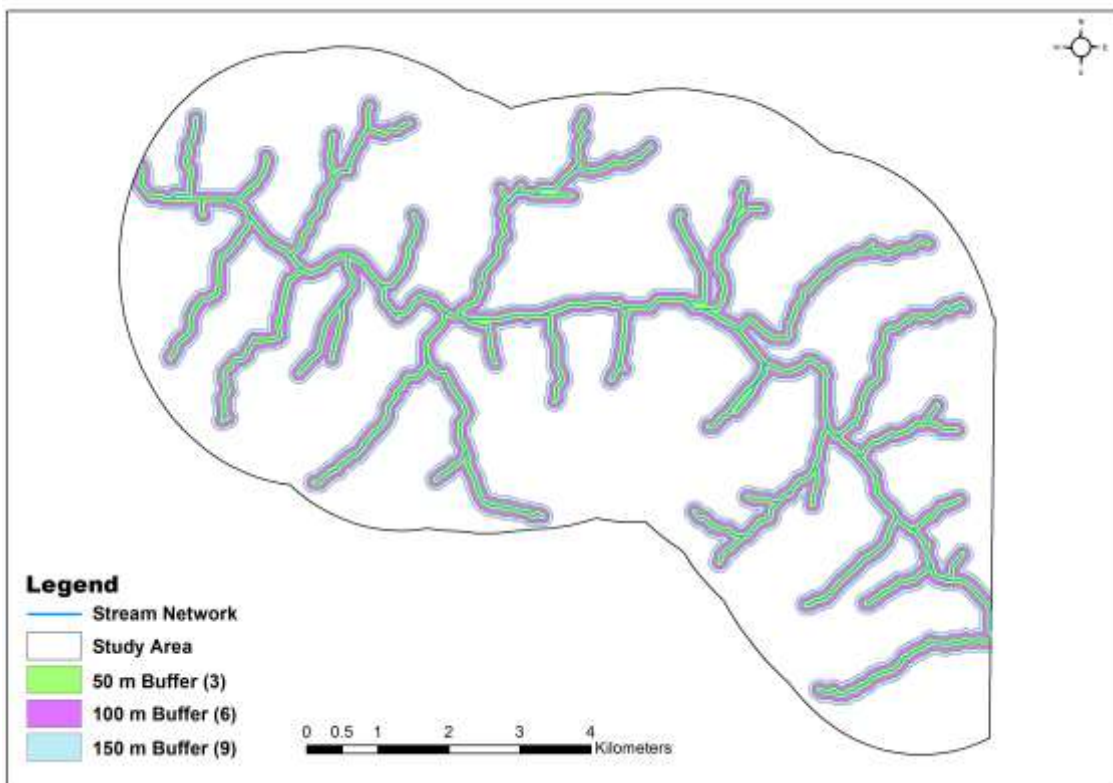 N
E
S
Legend
Stream Network
Study Area
50 m Buffer (3)
100 m Buffer (6)
150 m Buffer (9)
0 0.5 1 2 3 4
Kilometers